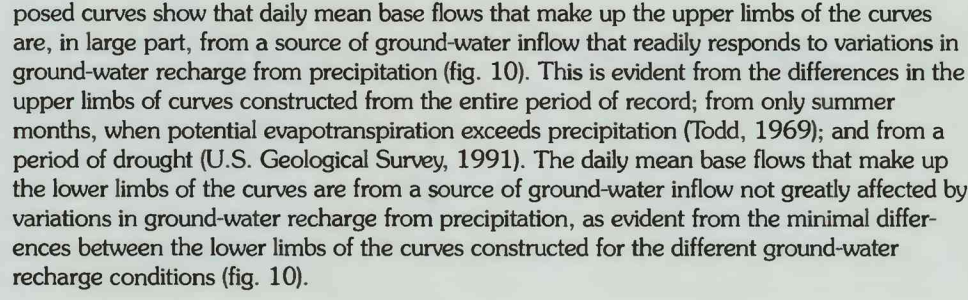 posed curves show that daily mean base flows that make up the upper limbs of the curves
are, in large part, from a source of ground-water inflow that readily responds to variations in
ground-water recharge from precipitation (fig. 10). This is evident from the differences in the
upper limbs of curves constructed from the entire period of record; from only summer
months, when potential evapotranspiration exceeds precipitation (Todd, 1969); and from a
period of drought (U.S. Geological Survey, 1991). The daily mean base flows that make up
the lower limbs of the curves are from a source of ground-water inflow not greatly affected by
variations in ground-water recharge from precipitation, as evident from the minimal differ-
ences between the lower limbs of the curves constructed for the different ground-water
recharge conditions (fig. 10).